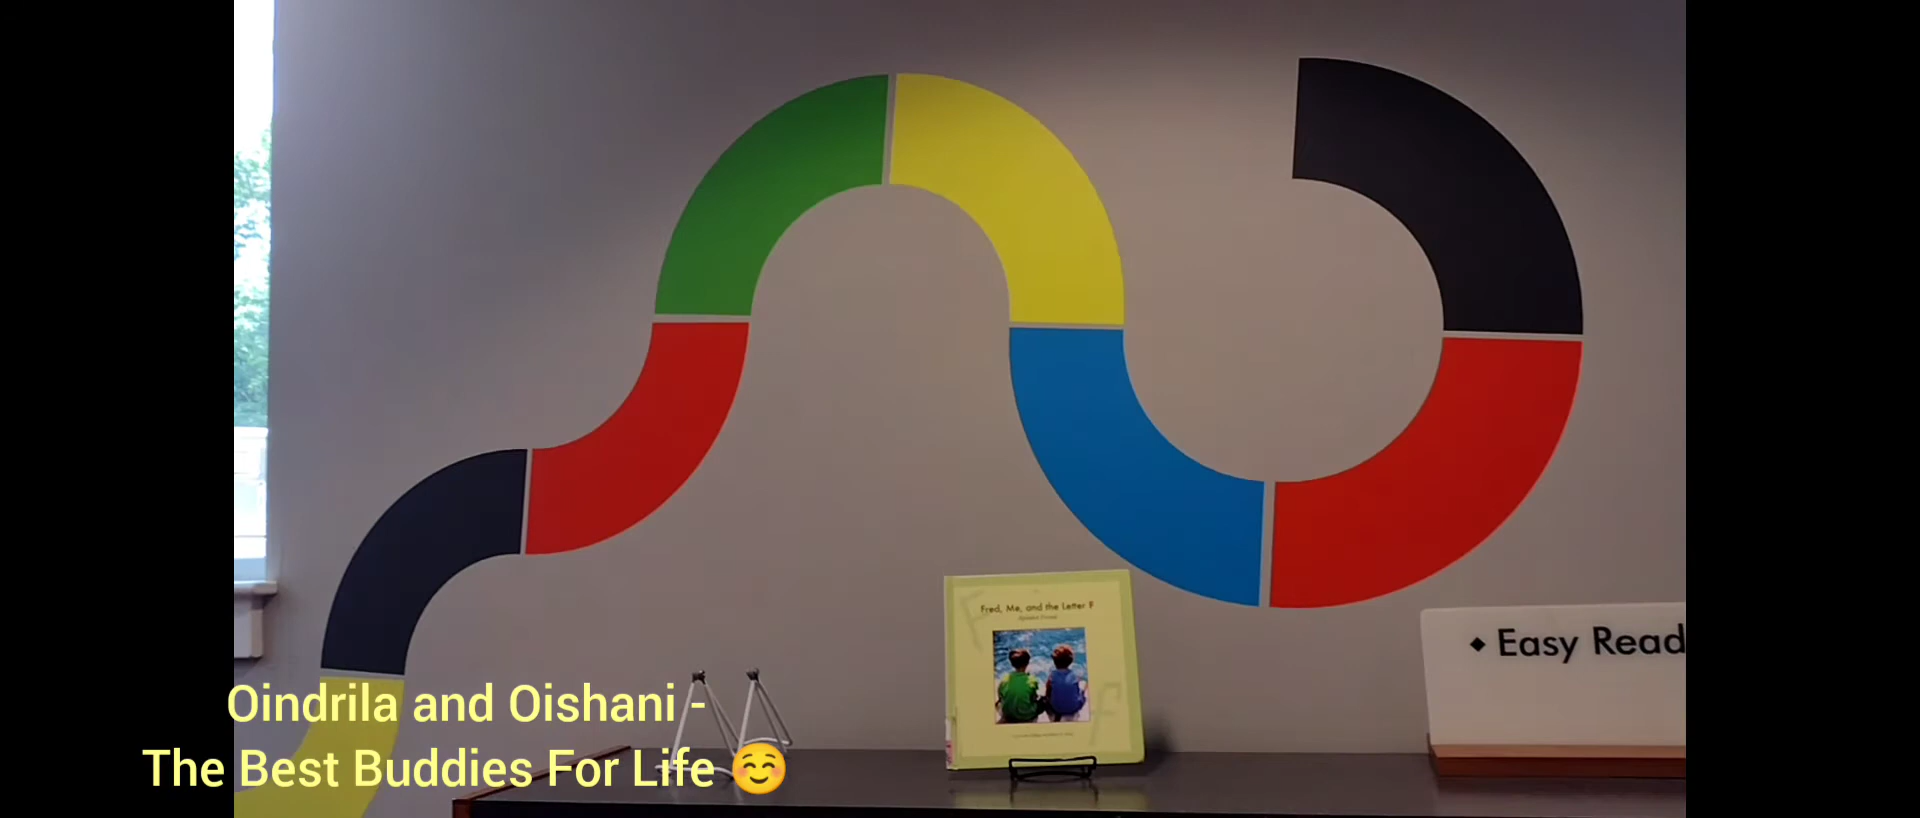 Fred, Me, and the Letter F
Easy Read
Oindrila and Oishani -
The Best Buddies For Life ☺️